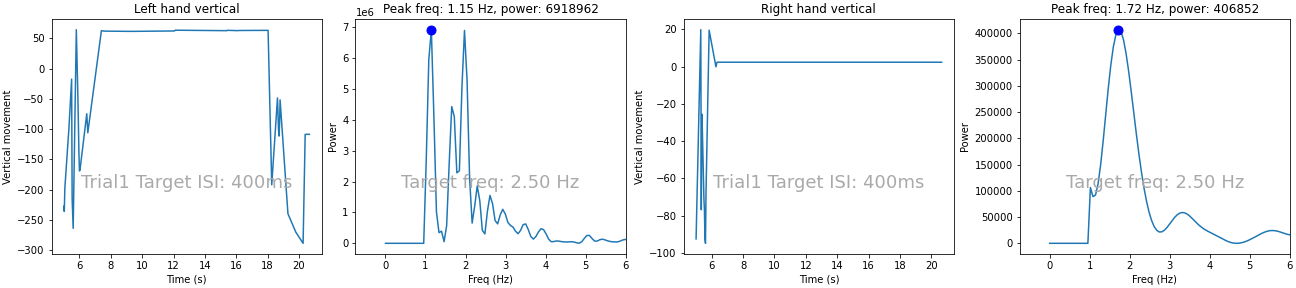 Left hand vertical
Vertical movement
50
0
−50
−100
−150
−200
−250
−300
Trial1 Target ISI: 400ms
6 8 10 12 14 16 18 20
Time (s)
Peak freq: 1.15 Hz, power: 6918962
1e6
Power
7
6
5
4
3
2
1
0
Target freq: 2.50 Hz
0 1 2 3 4 5 6
Freq (Hz)
Right hand vertical
Vertical movement
20
0
−20
−40
−60
−80
−100
Trial1 Target ISI: 400ms
6 8 10 12 14 16 18 20
Time (s)
Peak freq: 1.72 Hz, power: 406852
Power
400000
350000
300000
250000
200000
150000
100000
50000
0
Target freq: 2.50 Hz
0 1 2 3 4 5 6
Freq (Hz)